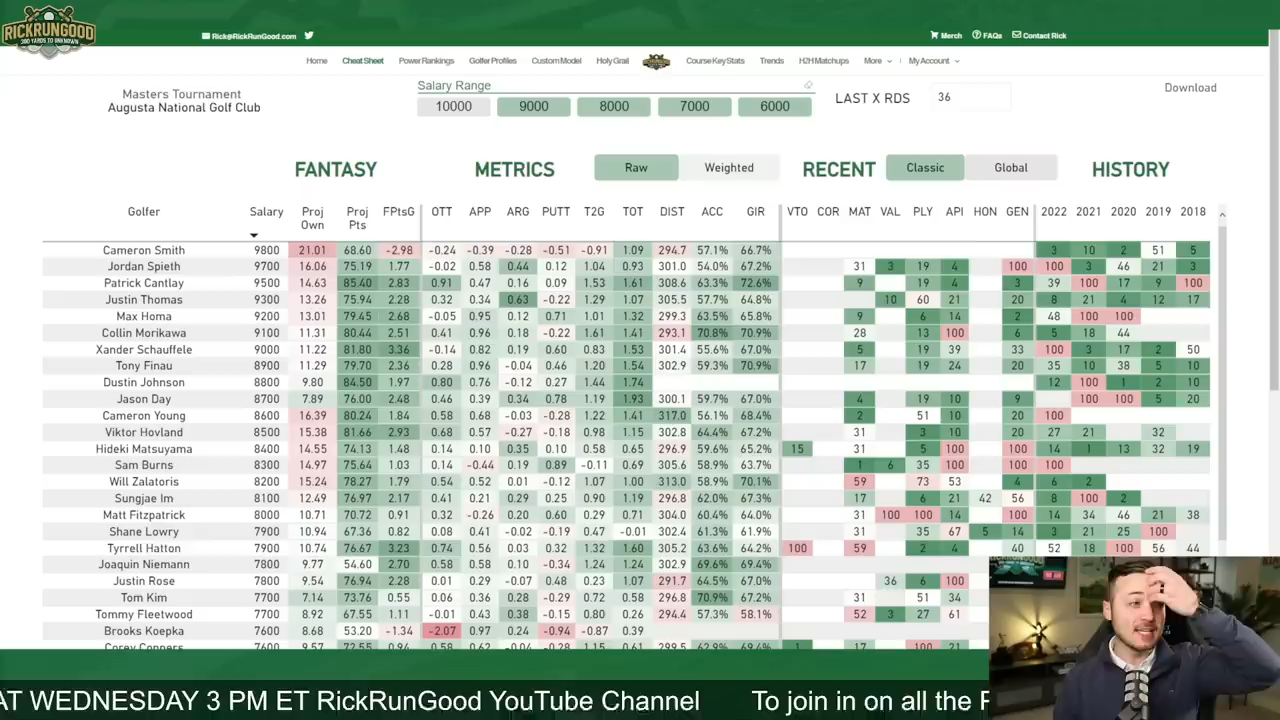 RICKRUNGOOD
300 YARDS TO UNKNOWN
Rick@RickRunGood.com Merch FAQs Contact Rick
Home Cheat Sheet Power Rankings Golfer Profiles Custom Model Holy Grail Course Key Stats Trends H2H Matchups More My Account
Masters Tournament
Augusta National Golf Club
Salary Range
10000 9000 8000 7000 6000
LAST X RDS 36
Download
FANTASY METRICS Raw Weighted RECENT Classic Global HISTORY
Golfer Salary Proj Own Proj Pts FPtsG OTT APP ARG PUTT T2G TOT DIST ACC GIR VTO COR MAT VAL PLY API HON GEN 2022 2021 2020 2019 2018
Cameron Smith 9800 21.01 68.60 -2.98 -0.24 -0.39 -0.28 -0.51 -0.91 1.09 294.7 57.1% 66.7% 3 10 2 51 5
Jordan Spieth 9700 16.06 75.19 1.77 -0.02 0.58 0.44 0.12 1.04 0.93 301.0 54.0% 67.2% 31 3 19 4 100 100 3 46 21 3
Patrick Cantlay 9500 14.63 85.40 2.83 0.91 0.47 0.16 0.09 1.53 1.61 308.6 63.3% 72.6% 9 19 4 3 39 100 17 9 100
Justin Thomas 9300 13.26 75.94 2.28 0.32 0.34 0.63 -0.22 1.29 1.07 305.5 57.7% 64.8% 10 60 21 20 8 21 4 12 17
Max Homa 9200 13.01 79.45 2.68 -0.05 0.95 0.12 0.71 1.01 1.32 299.3 63.5% 65.8% 9 6 14 2 48 100 100
Collin Morikawa 9100 11.31 80.44 2.51 0.41 0.96 0.18 -0.22 1.61 1.41 293.1 70.8% 70.9% 28 13 100 6 5 18 44
Xander Schauffele 9000 11.22 81.80 3.36 -0.14 0.82 0.19 0.60 0.83 1.53 301.4 55.6% 67.0% 5 19 39 33 100 3 17 2 50
Tony Finau 8900 11.29 79.70 2.36 0.28 0.96 -0.04 0.46 1.20 1.54 302.9 59.3% 70.9% 17 19 24 20 35 10 38 5 10
Dustin Johnson 8800 9.80 84.50 1.97 0.80 0.76 -0.12 0.27 1.44 1.74 12 100 1 2 10
Jason Day 8700 7.89 76.00 2.48 0.46 0.39 0.34 0.78 1.19 1.93 300.1 59.7% 67.0% 4 19 10 9 100 100 5 20
Cameron Young 8600 16.39 80.24 1.84 0.58 0.68 -0.03 -0.28 1.22 1.41 317.0 56.1% 68.4% 2 51 10 20 100
Viktor Hovland 8500 15.38 81.66 2.93 0.68 0.57 -0.27 -0.18 0.98 1.15 302.8 64.4% 67.2% 31 3 10 20 27 21 32
Hideki Matsuyama 8400 14.55 74.13 1.48 0.14 0.10 0.35 0.10 0.58 0.65 296.9 59.6% 65.2% 15 5 100 100 14 1 13 32 19
Sam Burns 8300 14.97 75.64 1.03 0.14 -0.44 0.19 0.89 -0.11 0.69 305.6 58.9% 63.7% 1 6 35 100 100 100
Will Zalatoris 8200 15.24 78.27 1.79 0.54 0.52 0.01 -0.12 1.07 1.00 313.0 58.9% 70.1% 59 73 53 4 6 2
Sungjae Im 8100 12.49 76.97 2.17 0.41 0.21 0.29 0.25 0.90 1.19 296.8 62.0% 67.3% 17 6 21 42 56 8 100 2
Matt Fitzpatrick 8000 10.71 70.72 0.91 0.32 -0.26 0.20 0.60 0.29 0.71 304.0 60.4% 64.0% 31 100 100 14 100 14 34 46 21 38
Shane Lowry 7900 10.94 67.36 0.82 0.08 0.41 -0.02 -0.19 0.47 -0.01 302.4 61.3% 61.9% 31 35 67 5 14 3 21 25 100
Tyrrell Hatton 7900 10.74 76.67 3.23 0.74 0.56 0.03 0.32 1.32 1.60 305.2 63.6% 64.2% 100 59 2 4 40 52 18 100 56 44
Joaquin Niemann 7800 9.77 54.60 2.70 0.58 0.58 0.10 -0.34 1.24 1.24 302.9 69.6% 69.4%
Justin Rose 7800 9.54 76.94 2.28 0.01 0.29 -0.07 0.48 0.23 1.07 291.7 64.5% 67.0% 36 6 100
Tom Kim 7700 7.14 73.76 0.55 0.06 0.36 0.28 -0.29 0.72 0.58 296.8 70.9% 67.2% 31 51 34
Tommy Fleetwood 7700 8.92 67.55 1.11 -0.01 0.43 0.38 -0.15 0.80 0.26 294.4 57.3% 58.1% 52 3 27 61
Brooks Koepka 7600 8.68 53.20 -1.34 -2.07 0.97 0.24 -0.94 -0.87 0.39
Corey Conners 7600 9.57 72.55 0.94 0.58 0.62 -0.04 -0.28 1.15 0.61 299.5 62.9% 69.4% 1 17 100 21
AT WEDNESDAY 3 PM ET RickRunGood YouTube Channel To join in on all the